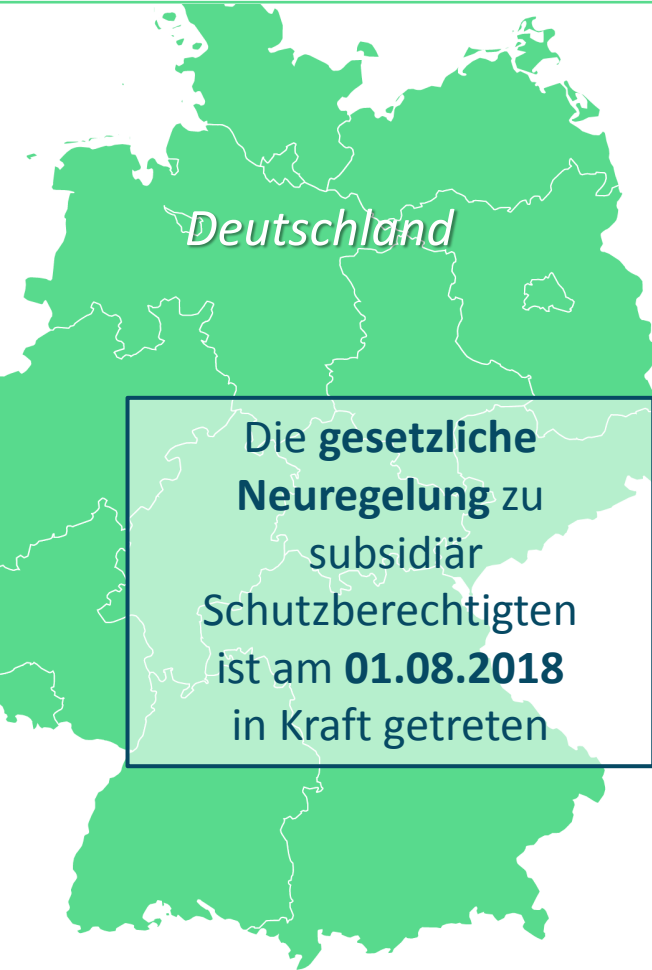 Deutschland
Die gesetzliche
Neuregelung zu
subsidiär
Schutzberechtigten
ist am 01.08.2018
in Kraft getreten